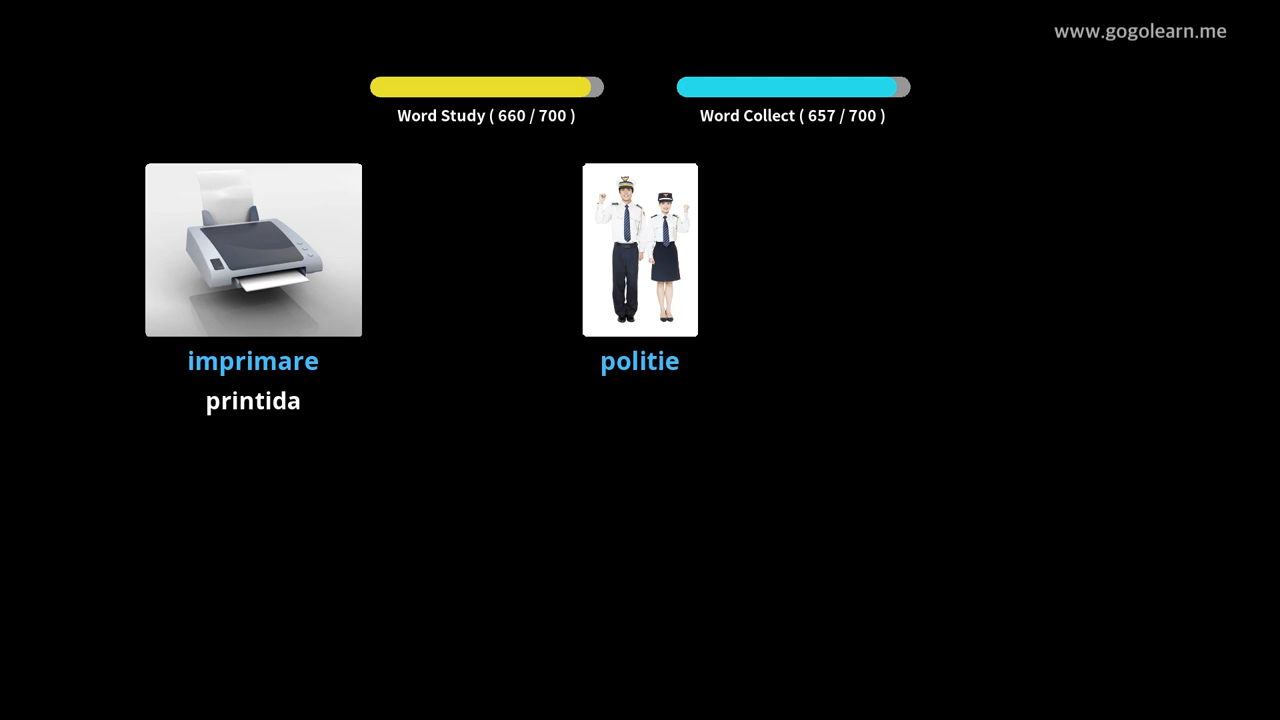 www.gogolearn.me
Word Study ( 660 / 700 )
Word Collect ( 657 / 700 )
imprimare
politie
printida